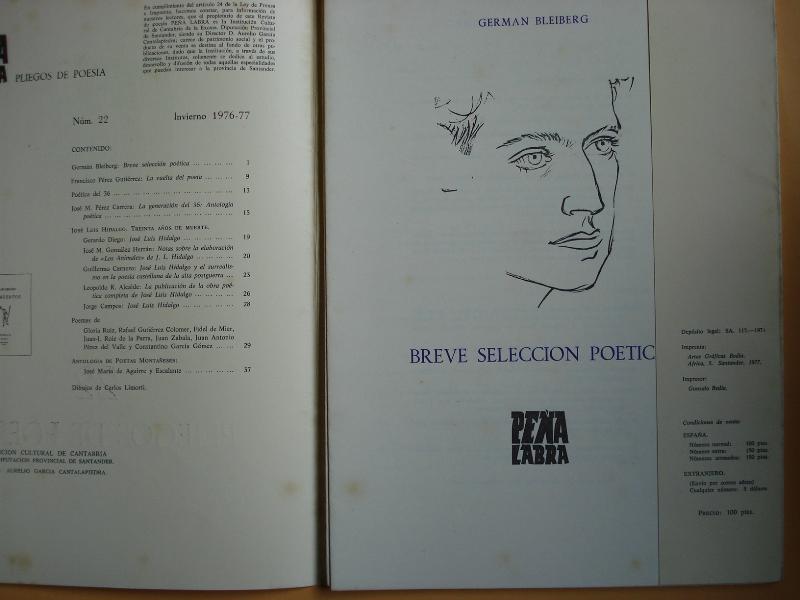 En cumplimiento del artículo 24 de la Ley de Prensa
e Imprenta, hacemos constar, para información de
nuestros lectores, que el propietario de esta Revista
de poesía PEÑA LABRA es la Institución Cultu-
ral de Cantabria de la Excma. Diputación Provincial
de Santander, siendo su Director D. Aurelio García
Cantalapiedra; carece de patrimonio social y el pro-
ducto de su venta se destina al fondo de otras pu-
blicaciones, dado que la Institución, a través de sus
diversos Institutos, solamente se dedica al estudio,
desarrollo y difusión de todas aquellas especialidades
que puedan interesar a la provincia de Santander.
PLIEGOS DE POESIA
Núm. 22 Invierno 1976-77
CONTENIDO:
Germán Bleiberg: Breve selección poética ... ... ... ... 1
Francisco Pérez Gutiérrez: La vuelta del poeta ... ... ... 9
Poética del 36 ... ... ... ... ... ... ... ... ... 13
José M. Pérez Carrera: La generación del 36: Antología
poética ... ... ... ... ... ... ... ... ... 15
JOSÉ LUIS HIDALGO. TREINTA AÑOS DE MUERTE.
Gerardo Diego: José Luis Hidalgo ... ... ... ... ... 19
José M. González Herrán: Notas sobre la elaboración
de «Los Animales» de J. L. Hidalgo ... ... ... ... 20
Guillermo Carnero: José Luis Hidalgo y el surrealis-
mo en la poesía castellana de la alta postguerra ... 23
Leopoldo R. Alcalde: La publicación de la obra poé-
tica completa de José Luis Hidalgo ... ... ... ... 26
Jorge Campos: José Luis Hidalgo ... ... ... ... ... 28
Poemas de
Gloria Ruiz, Rafael Gutiérrez Colomer, Fidel de Mier,
Juan-J. Ruiz de la Parra, Juan Zabala, Juan Antonio
Pérez del Valle y Constantino García Gómez ... ... 29
ANTOLOGÍA DE POETAS MONTAÑESES:
José María de Aguirre y Escalante ... ... ... ... ... 37
Dibujos de Carlos Limorti.
CION CULTURAL DE CANTABRIA
IPUTACION PROVINCIAL DE SANTANDER.
AURELIO GARCIA CANTALAPIEDRA.
GERMAN BLEIBERG
BREVE SELECCION POETIC
PEÑA
LABRA
Depósito legal: SA. 115.—1971
Imprenta:
Artes Gráficas Bedia.
Africa, 5. Santander, 1977.
Impresor:
Gonzalo Bedia.
Condiciones de venta:
ESPAÑA.
Números normal: 100 ptas.
Números extra: 150 ptas.
Números atrasados: 150 ptas.
EXTRANJERO.
(Envío por correo aéreo)
Cualquier número: 3 dólares
PRECIO: 100 ptas.